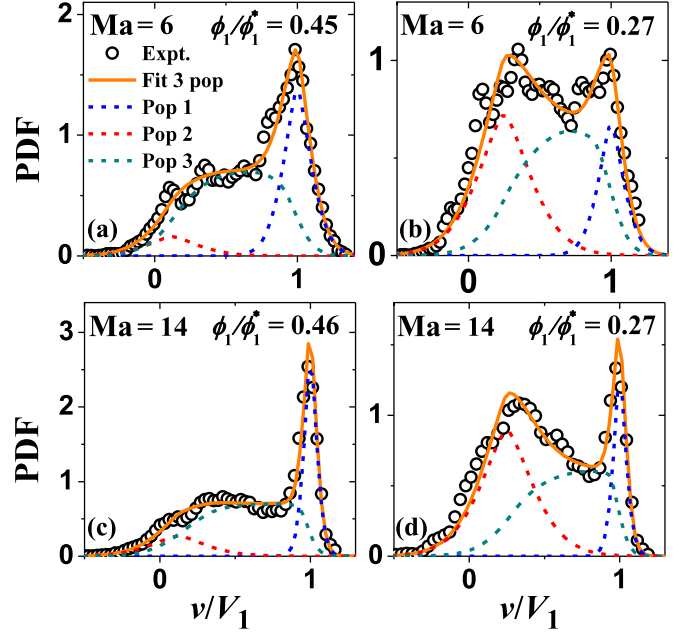 Ma = 6 ϕ₁/ϕ₁* = 0.45
Expt.
Fit 3 pop
Pop 1
Pop 2
Pop 3
(a)
2
1
0
0 1
PDF
Ma = 6 ϕ₁/ϕ₁* = 0.27
(b)
1
0
0 1
Ma = 14 ϕ₁/ϕ₁* = 0.46
(c)
3
2
1
0
0 1
PDF
v/V₁
Ma = 14 ϕ₁/ϕ₁* = 0.27
(d)
1
0
0 1
v/V₁